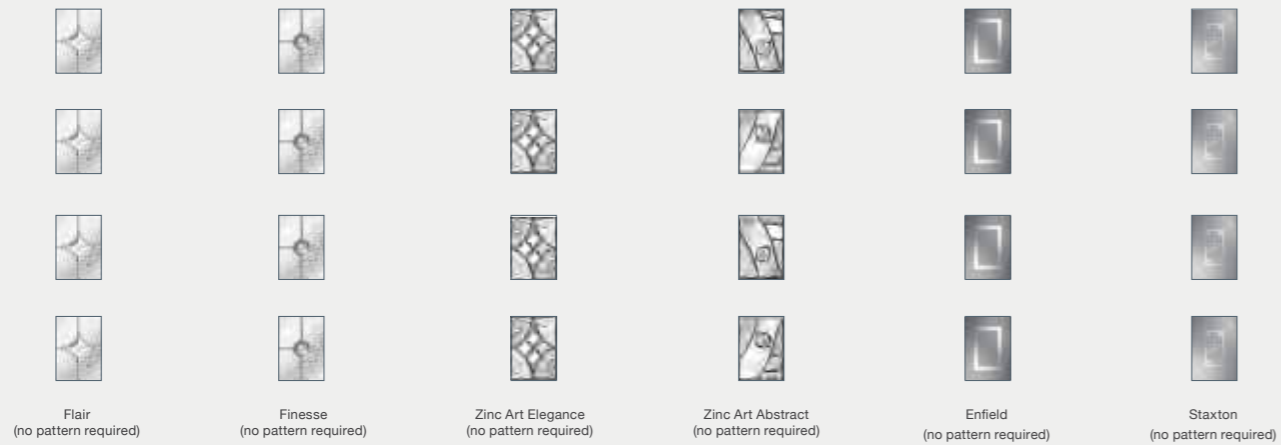 Flair
(no pattern required)
Finesse
(no pattern required)
Zinc Art Elegance
(no pattern required)
Zinc Art Abstract
(no pattern required)
Enfield
(no pattern required)
Staxton
(no pattern required)